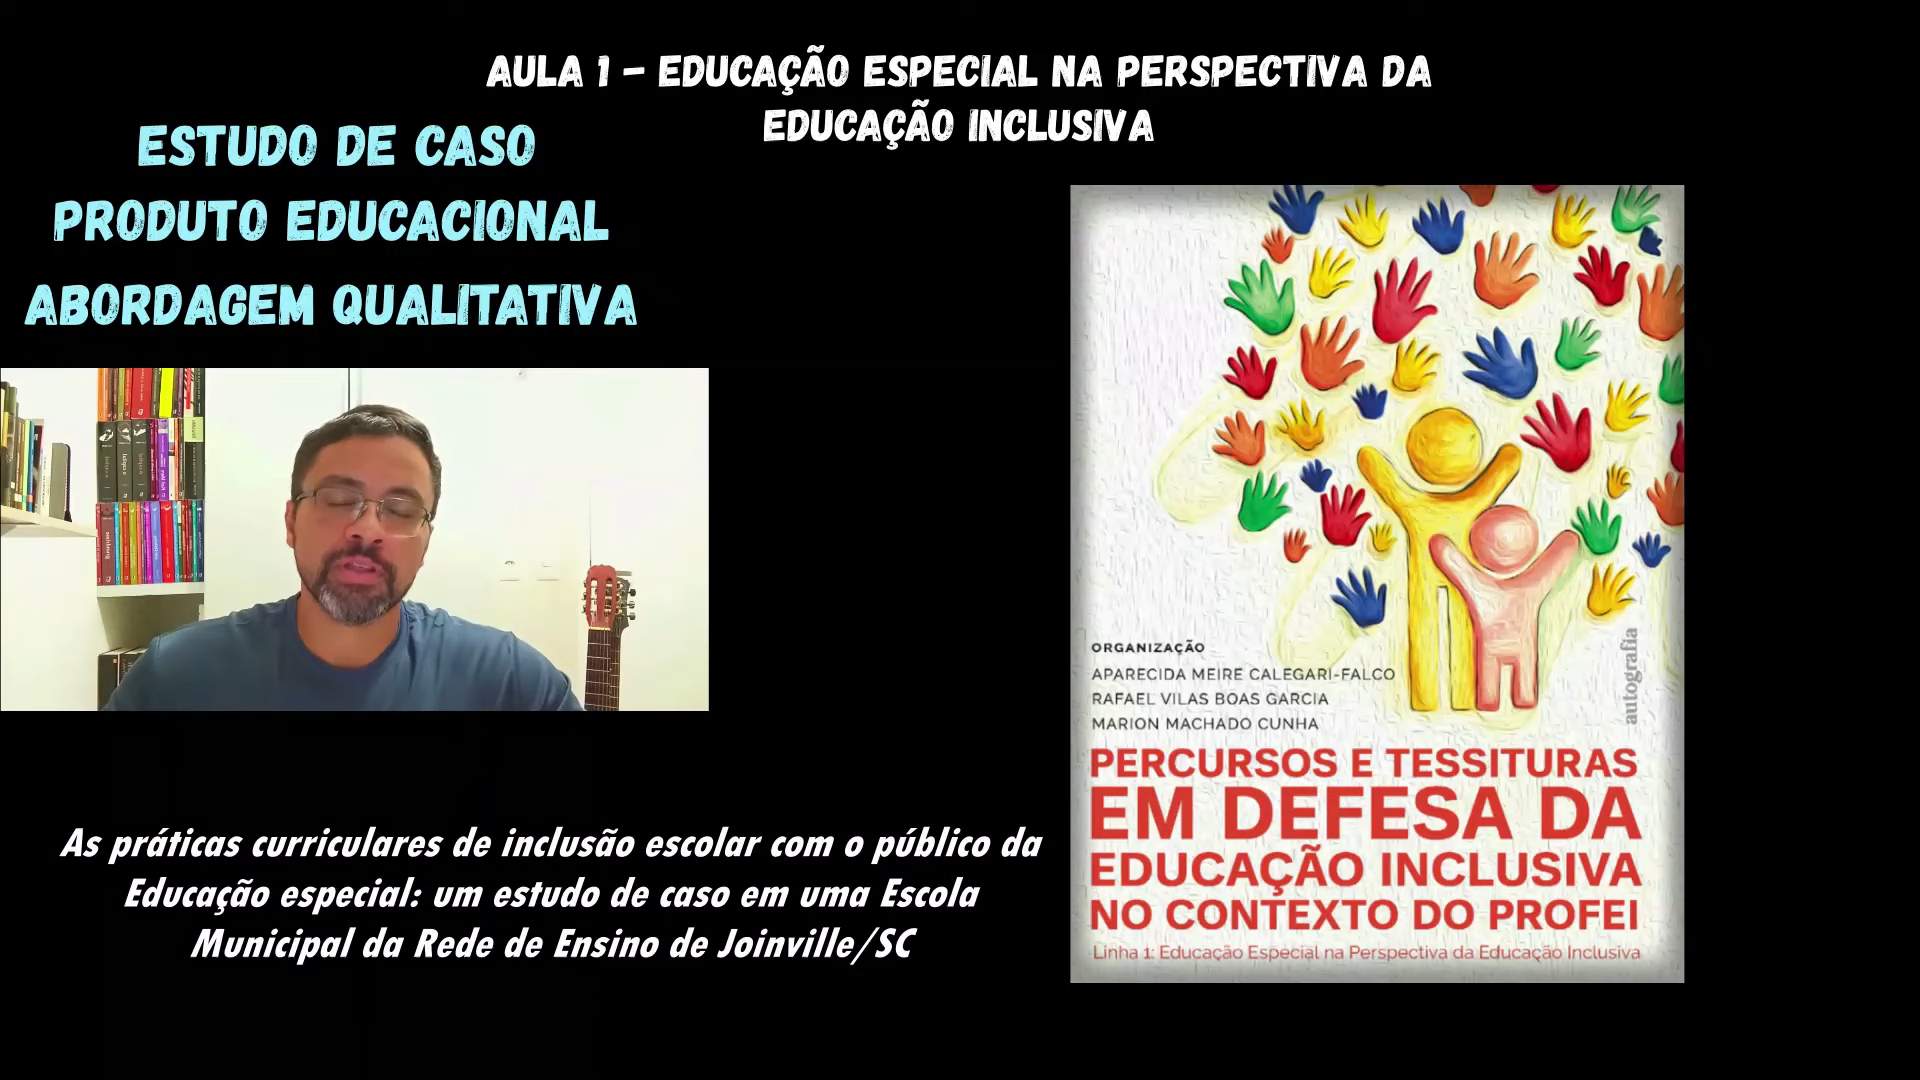 AULA 1 – EDUCAÇÃO ESPECIAL NA PERSPECTIVA DA
EDUCAÇÃO INCLUSIVA
ESTUDO DE CASO
PRODUTO EDUCACIONAL
ABORDAGEM QUALITATIVA
As práticas curriculares de inclusão escolar com o público da
Educação especial: um estudo de caso em uma Escola
Municipal da Rede de Ensino de Joinville/SC
ORGANIZAÇÃO
APARECIDA MEIRE CALEGARI-FALCO
RAFAEL VILAS BOAS GARCIA
MARION MACHADO CUNHA
autografia
PERCURSOS E TESSITURAS
EM DEFESA DA
EDUCAÇÃO INCLUSIVA
NO CONTEXTO DO PROFEI
Linha 1: Educação Especial na Perspectiva da Educação Inclusiva